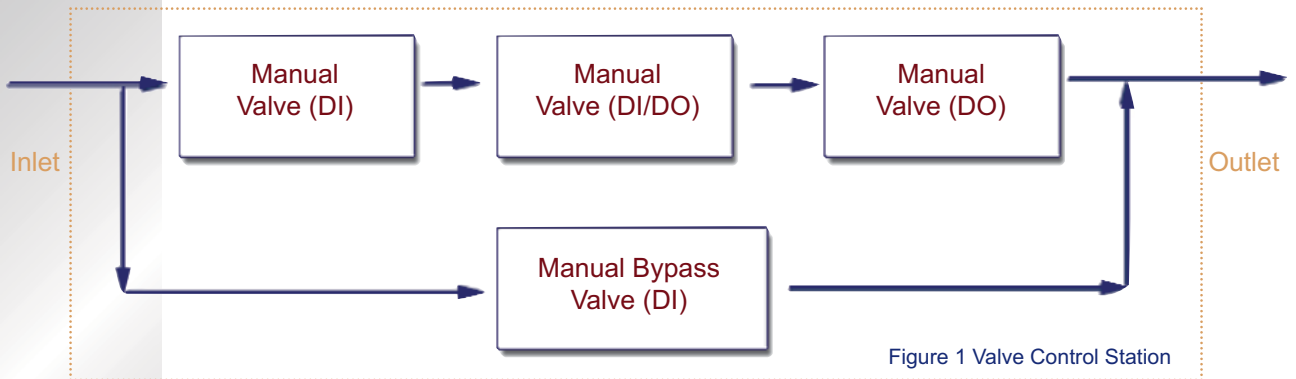 Manual
Valve (DI)
Manual
Valve (DI/DO)
Manual
Valve (DO)
Inlet
Outlet
Manual Bypass
Valve (DI)
Figure 1 Valve Control Station